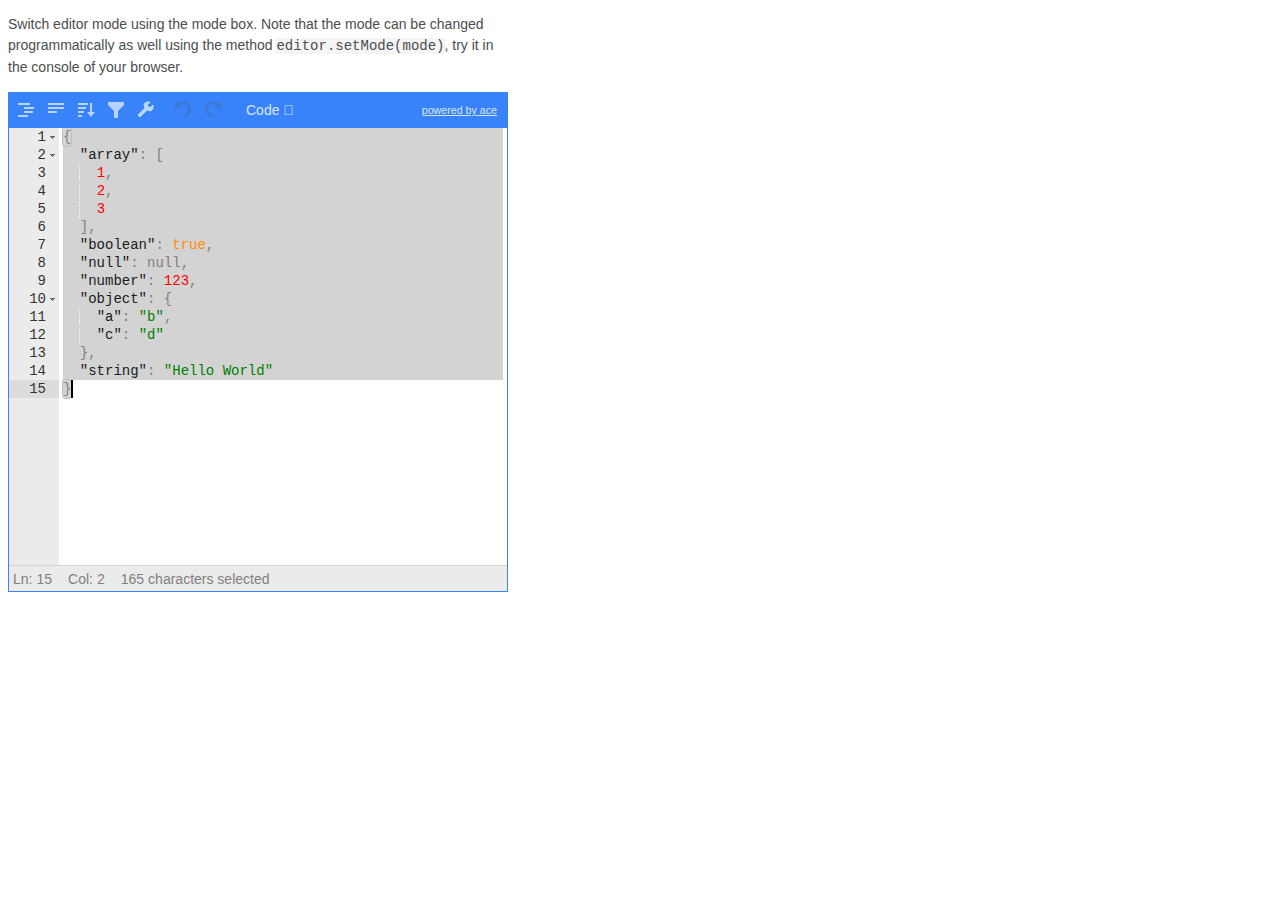 Switch editor mode using the mode box. Note that the mode can be changed
programmatically as well using the method editor.setMode(mode), try it in
the console of your browser.
Code powered by ace
1 {
2 "array": [
3 1,
4 2,
5 3
6 ],
7 "boolean": true,
8 "null": null,
9 "number": 123,
10 "object": {
11 "a": "b",
12 "c": "d"
13 },
14 "string": "Hello World"
15 }
Ln: 15 Col: 2 165 characters selected